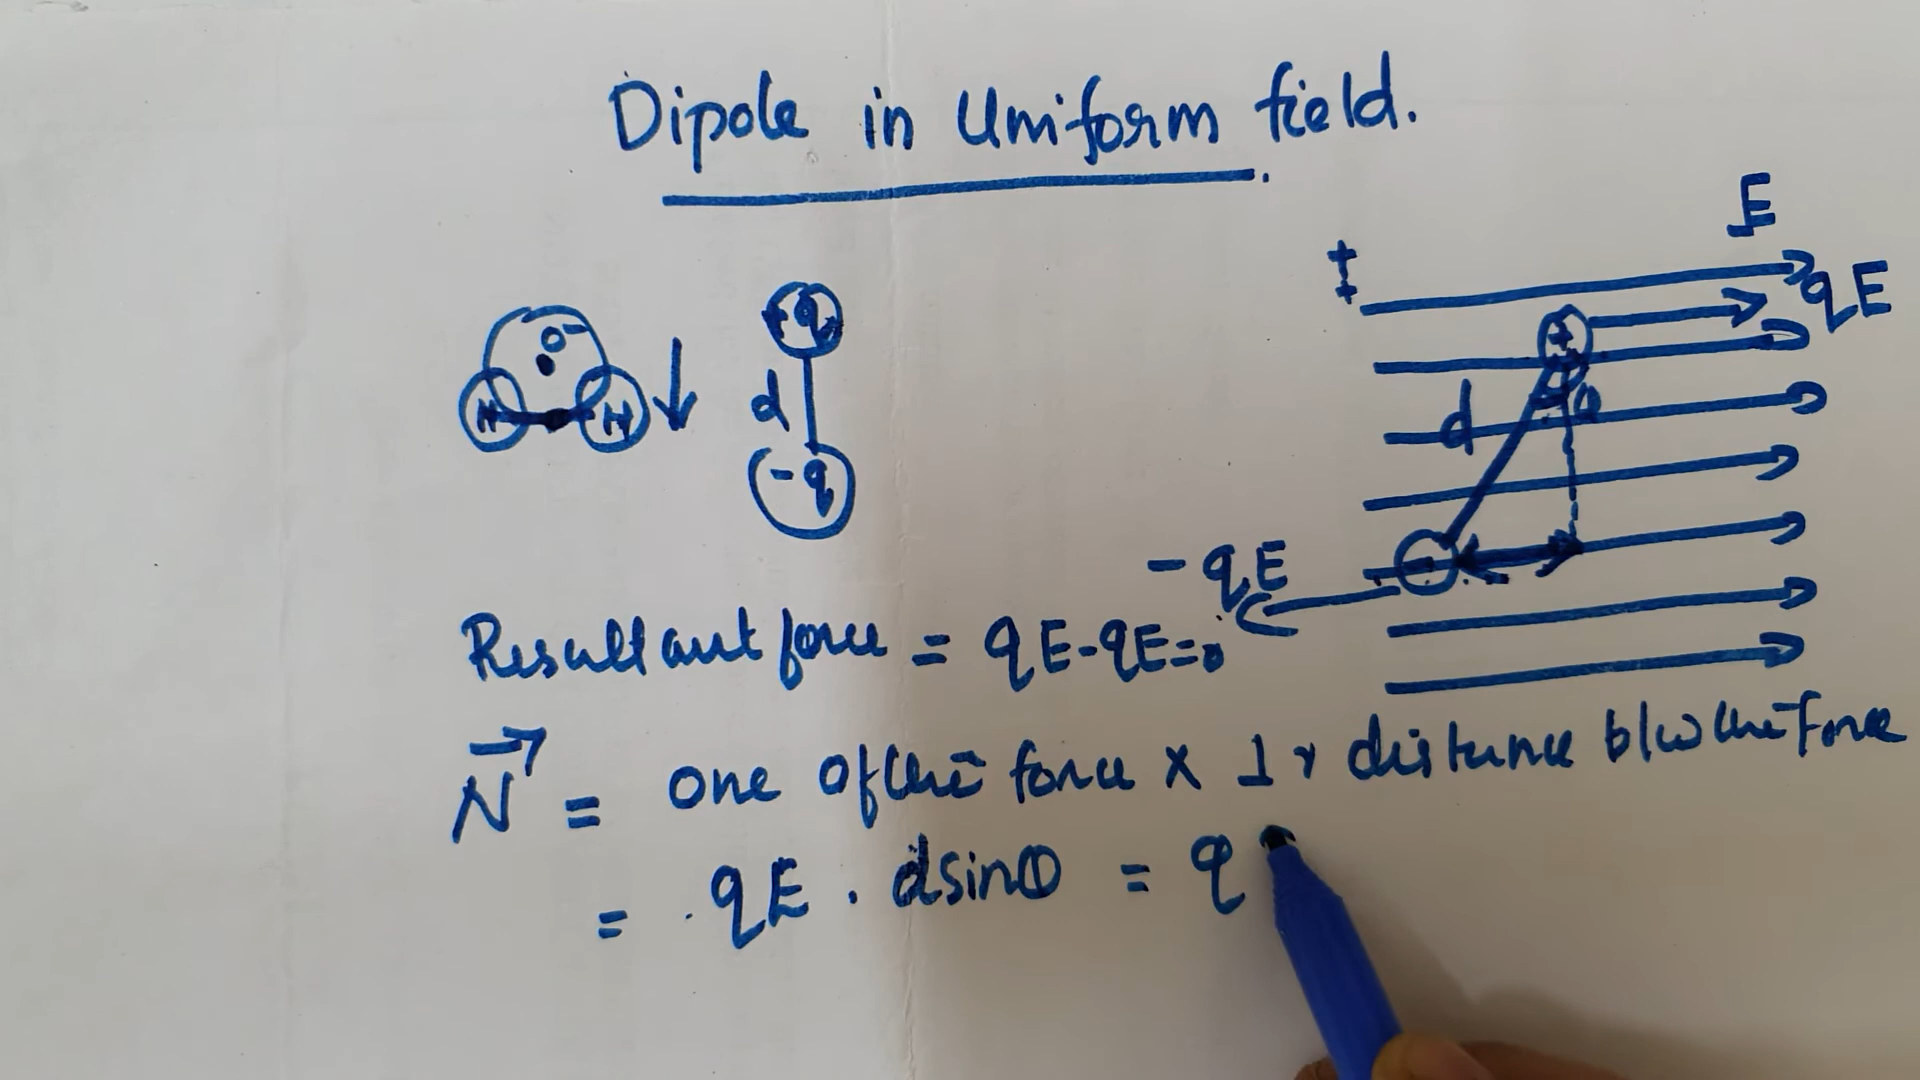 Dipole in Uniform field.
E
+
+
qE
+
θ
d
-
O-
H H
+q
d
-q
-qE
Resultant force = qE-qE=0
N = one of the force x ⊥r distance b/w the force
= qE . dsinθ = q